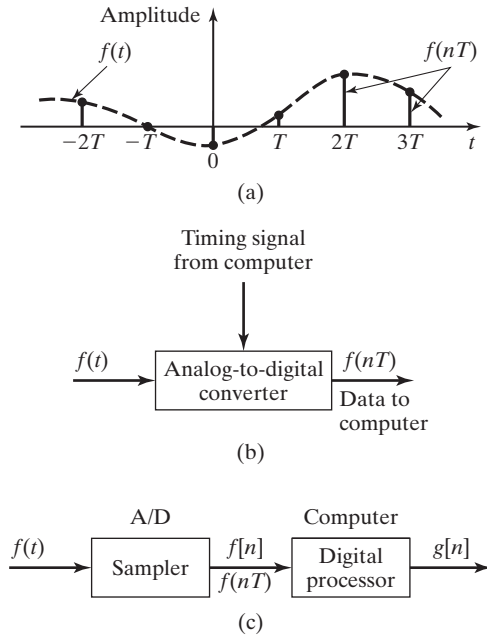 Amplitude
f(t)
f(nT)
−2T −T 0 T 2T 3T t
(a)
Timing signal
from computer
f(t)
Analog-to-digital
converter
f(nT)
Data to
computer
(b)
A/D
Computer
f(t)
Sampler
f[n]
f(nT)
Digital
processor
g[n]
(c)